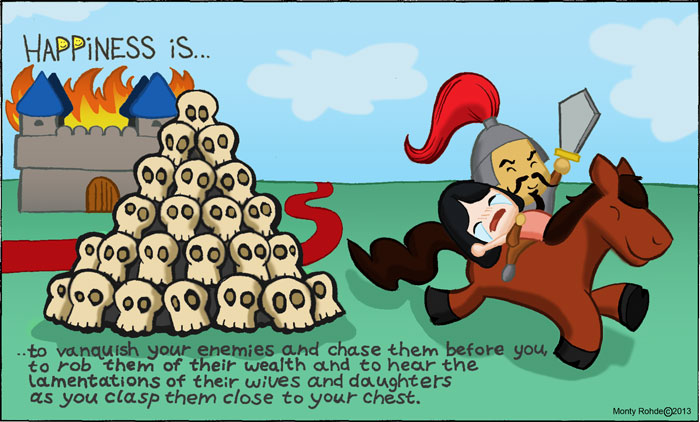 HAPPINESS IS...
..to vanquish your enemies and chase them before you,
to rob them of their wealth and to hear the
lamentations of their wives and daughters
as you clasp them close to your chest.
Monty Rohde©2013